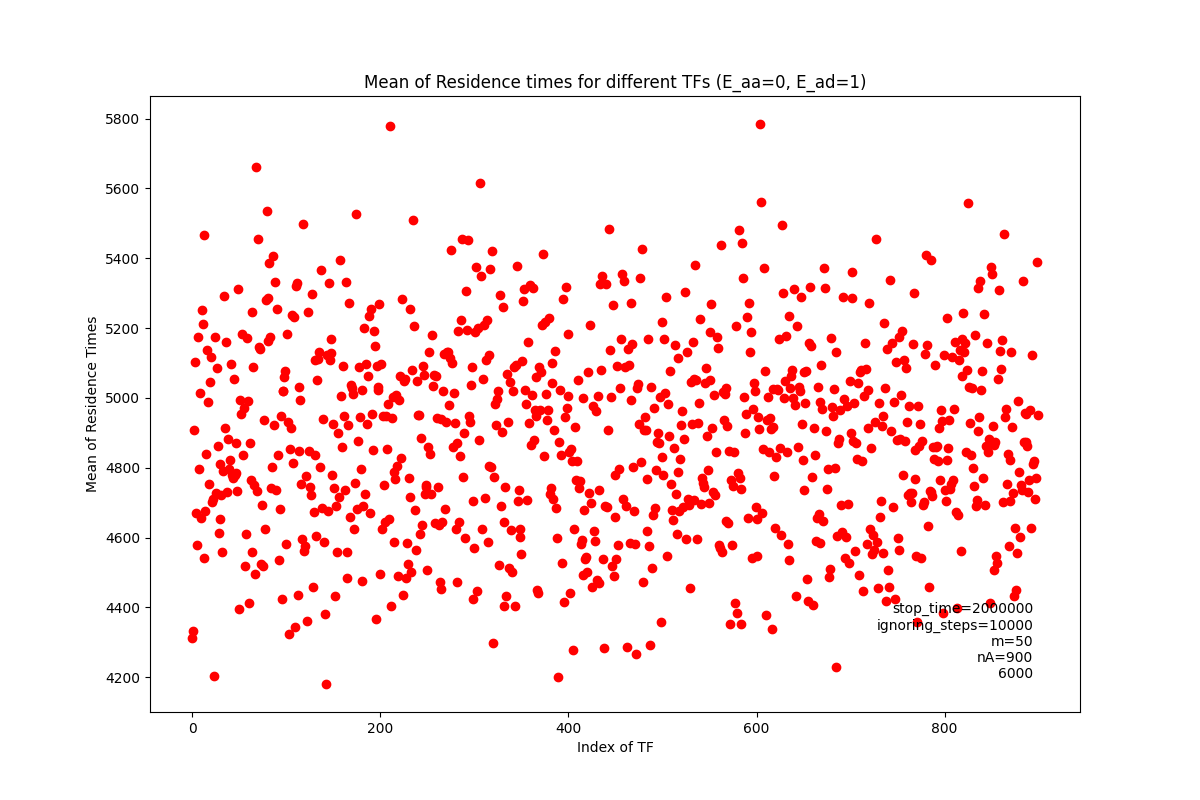 Mean of Residence times for different TFs (E_aa=0, E_ad=1)
5800
5600
5400
5200
5000
4800
4600
4400
4200
Mean of Residence Times
stop_time=2000000
ignoring_steps=10000
m=50
nA=900
6000
0 200 400 600 800
Index of TF